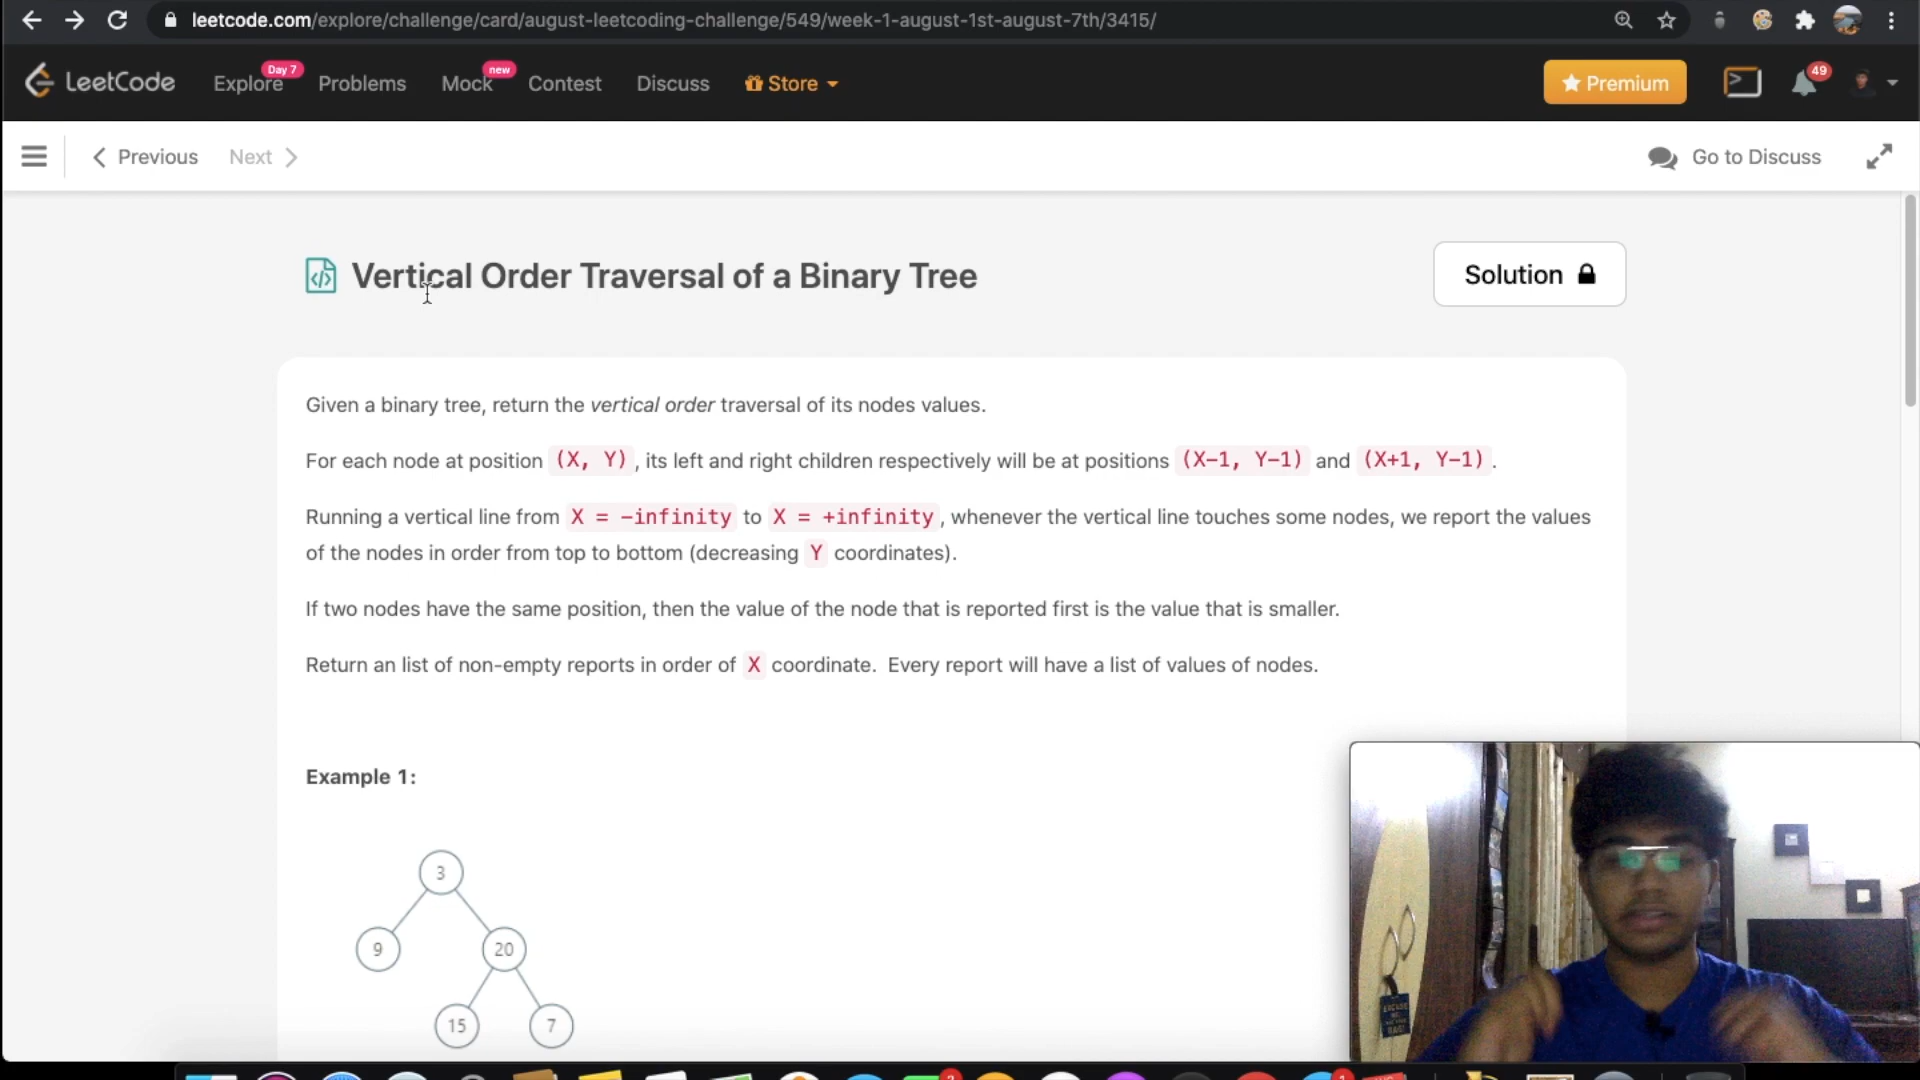 leetcode.com/explore/challenge/card/august-leetcoding-challenge/549/week-1-august-1st-august-7th/3415/
LeetCode Explore Day 7 Problems Mock new Contest Discuss Store Premium 49
Previous Next Go to Discuss
Vertical Order Traversal of a Binary Tree Solution
Given a binary tree, return the vertical order traversal of its nodes values.
For each node at position (X, Y), its left and right children respectively will be at positions (X-1, Y-1) and (X+1, Y-1).
Running a vertical line from X = -infinity to X = +infinity, whenever the vertical line touches some nodes, we report the values
of the nodes in order from top to bottom (decreasing Y coordinates).
If two nodes have the same position, then the value of the node that is reported first is the value that is smaller.
Return an list of non-empty reports in order of X coordinate. Every report will have a list of values of nodes.
Example 1:
3
9 20
15 7